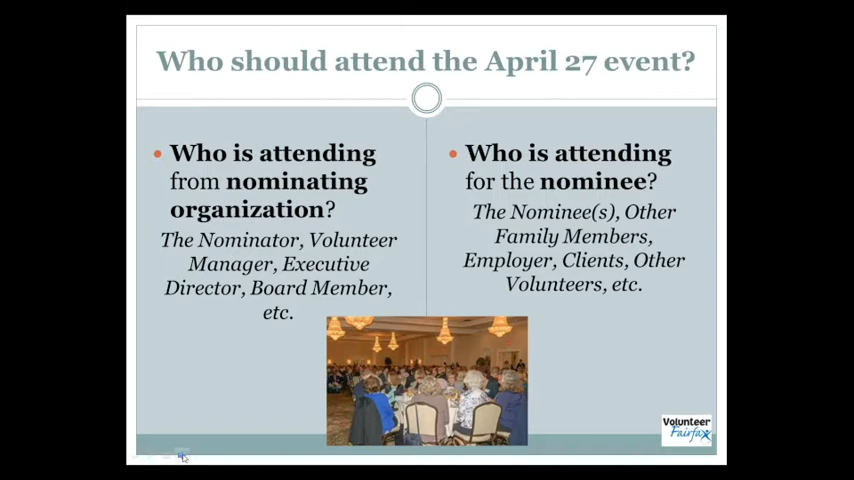 Who should attend the April 27 event?
Who is attending
from nominating
organization?
The Nominator, Volunteer
Manager, Executive
Director, Board Member,
etc.
Who is attending
for the nominee?
The Nominee(s), Other
Family Members,
Employer, Clients, Other
Volunteers, etc.
Volunteer
Fairfax